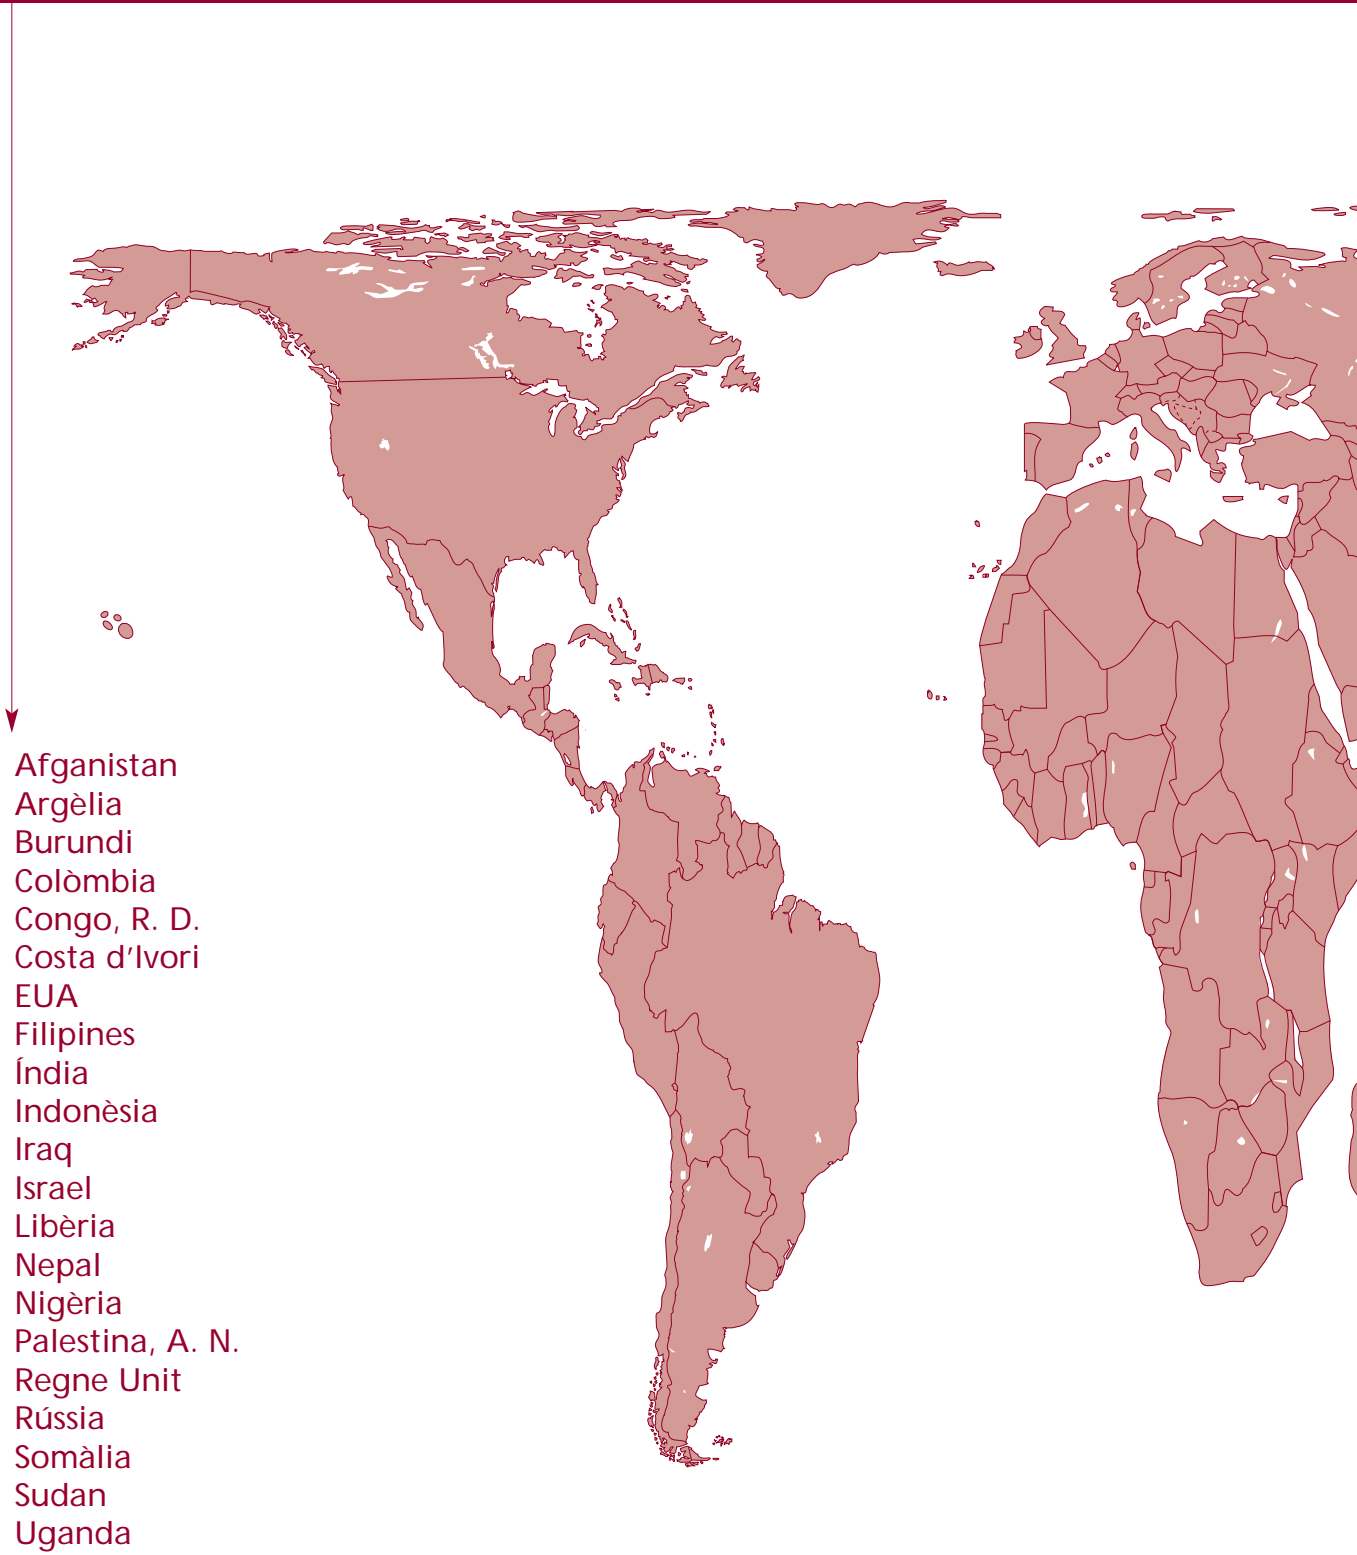 Afganistan
Argèlia
Burundi
Colòmbia
Congo, R. D.
Costa d’Ivori
EUA
Filipines
Índia
Indonèsia
Iraq
Israel
Libèria
Nepal
Nigèria
Palestina, A. N.
Regne Unit
Rússia
Somàlia
Sudan
Uganda